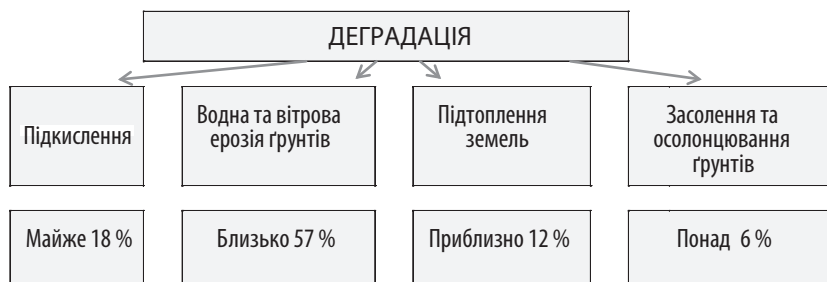 ДЕГРАДАЦІЯ
Підкислення
Водна та вітрова
ерозія ґрунтів
Підтоплення
земель
Засолення та
осолонцювання
ґрунтів
Майже 18 %
Близько 57 %
Приблизно 12 %
Понад 6 %